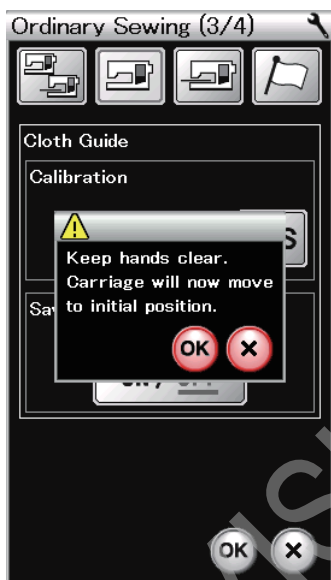 Ordinary Sewing (3/4)
Cloth Guide
Calibration
Keep hands clear.
Carriage will now move
to initial position.
OK
OK